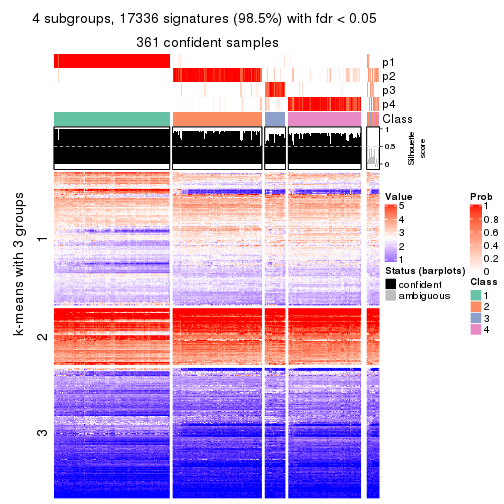 4 subgroups, 17336 signatures (98.5%) with fdr < 0.05
361 confident samples
p1
p2
p3
p4
Class
1
0.5
0
Silhouette
score
k-means with 3 groups
1
2
3
Value
5
4
3
2
1
Status (barplots)
confident
ambiguous
Prob
1
0.8
0.6
0.4
0.2
0
Class
1
2
3
4